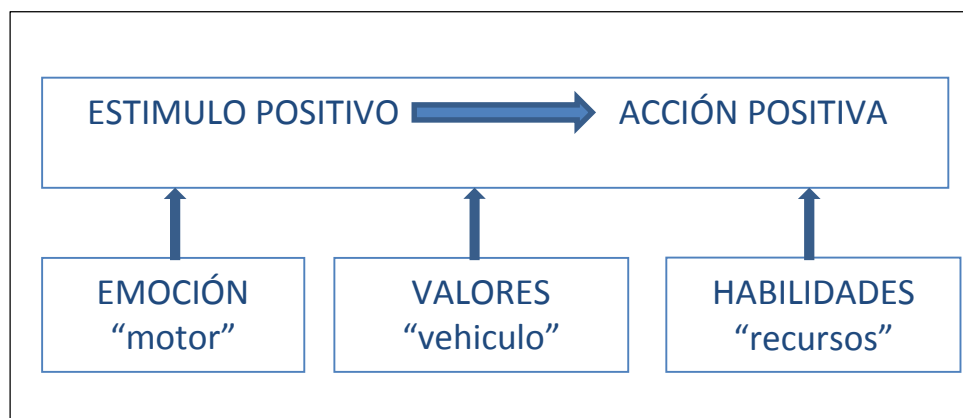 ESTIMULO POSITIVO ACCIÓN POSITIVA
EMOCIÓN
“motor”
VALORES
“vehiculo”
HABILIDADES
“recursos”